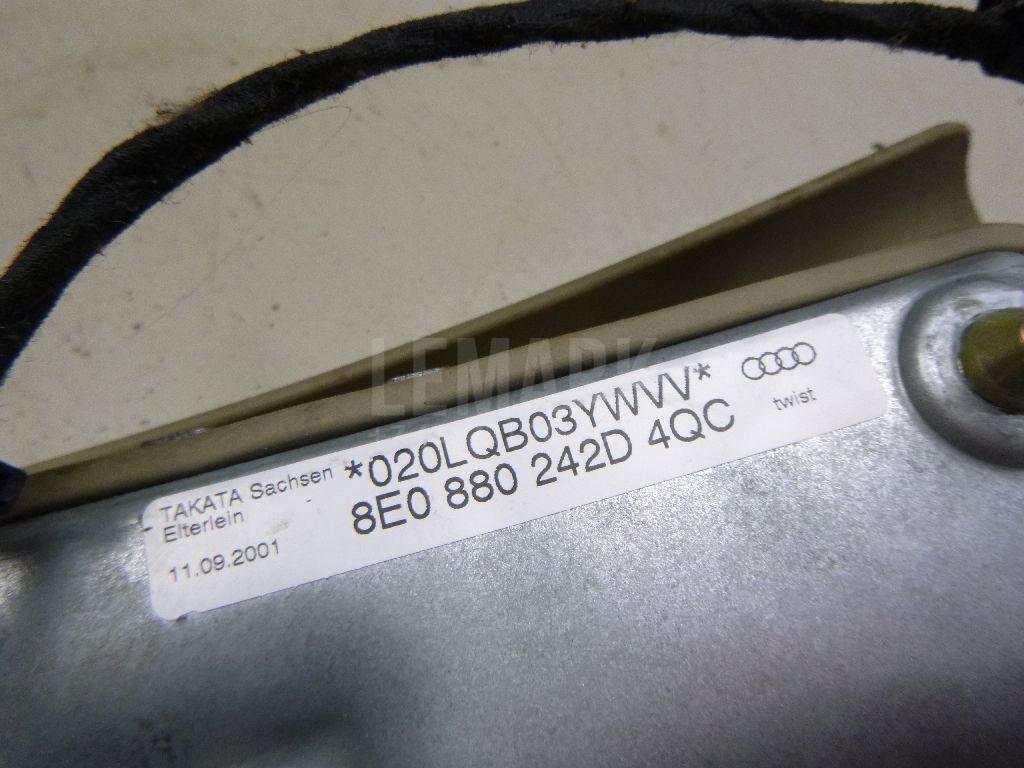 LEMARK
TAKATA Sachsen
Elterlein
11.09.2001
*020LQB03YWVV*
8E0 880 242D 4QC
twist